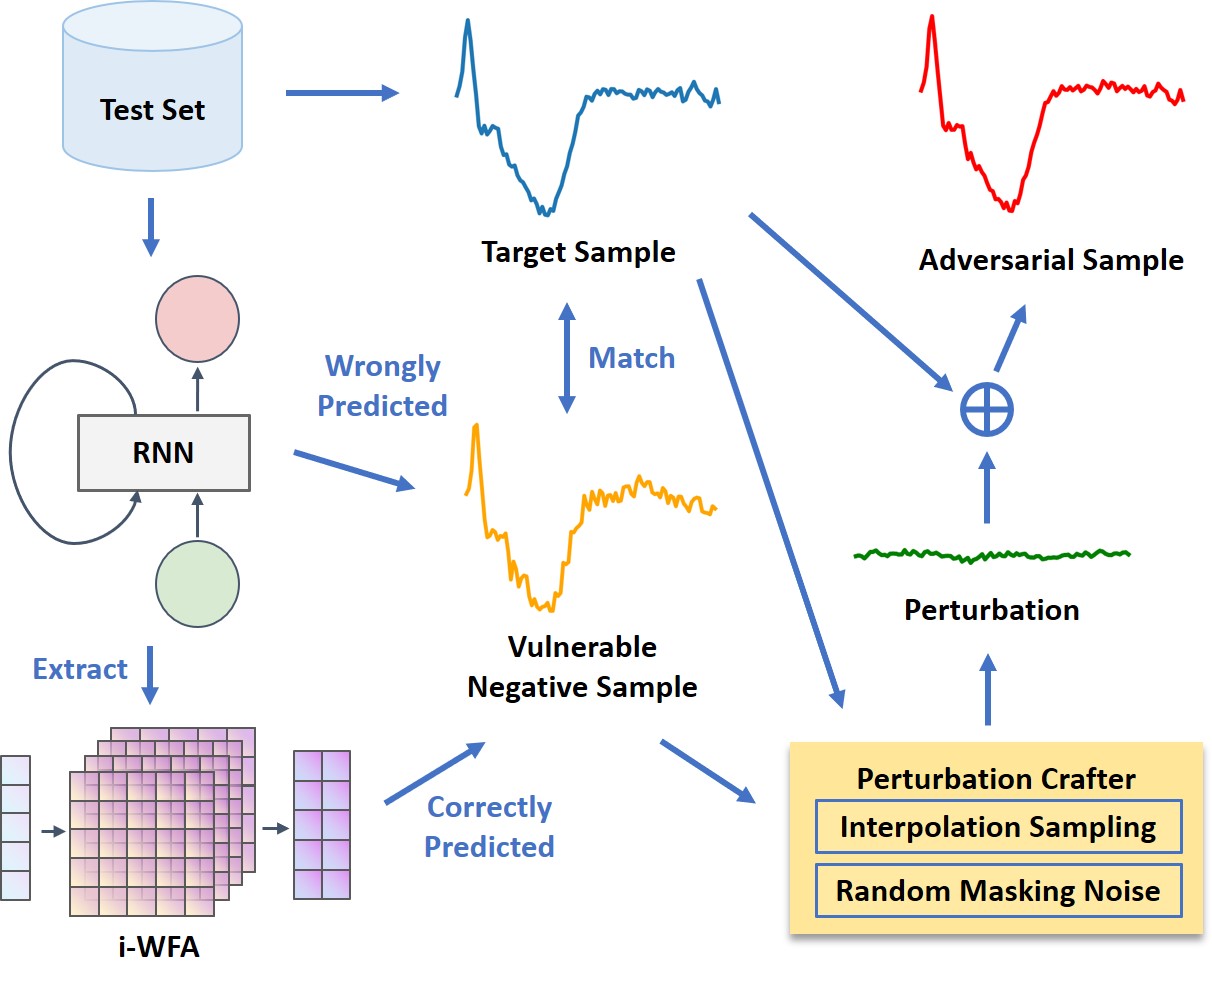 Test Set
Target Sample
Adversarial Sample
Wrongly
Predicted
Match
RNN
Perturbation
Vulnerable
Negative Sample
Extract
Correctly
Predicted
i-WFA
Perturbation Crafter
Interpolation Sampling
Random Masking Noise